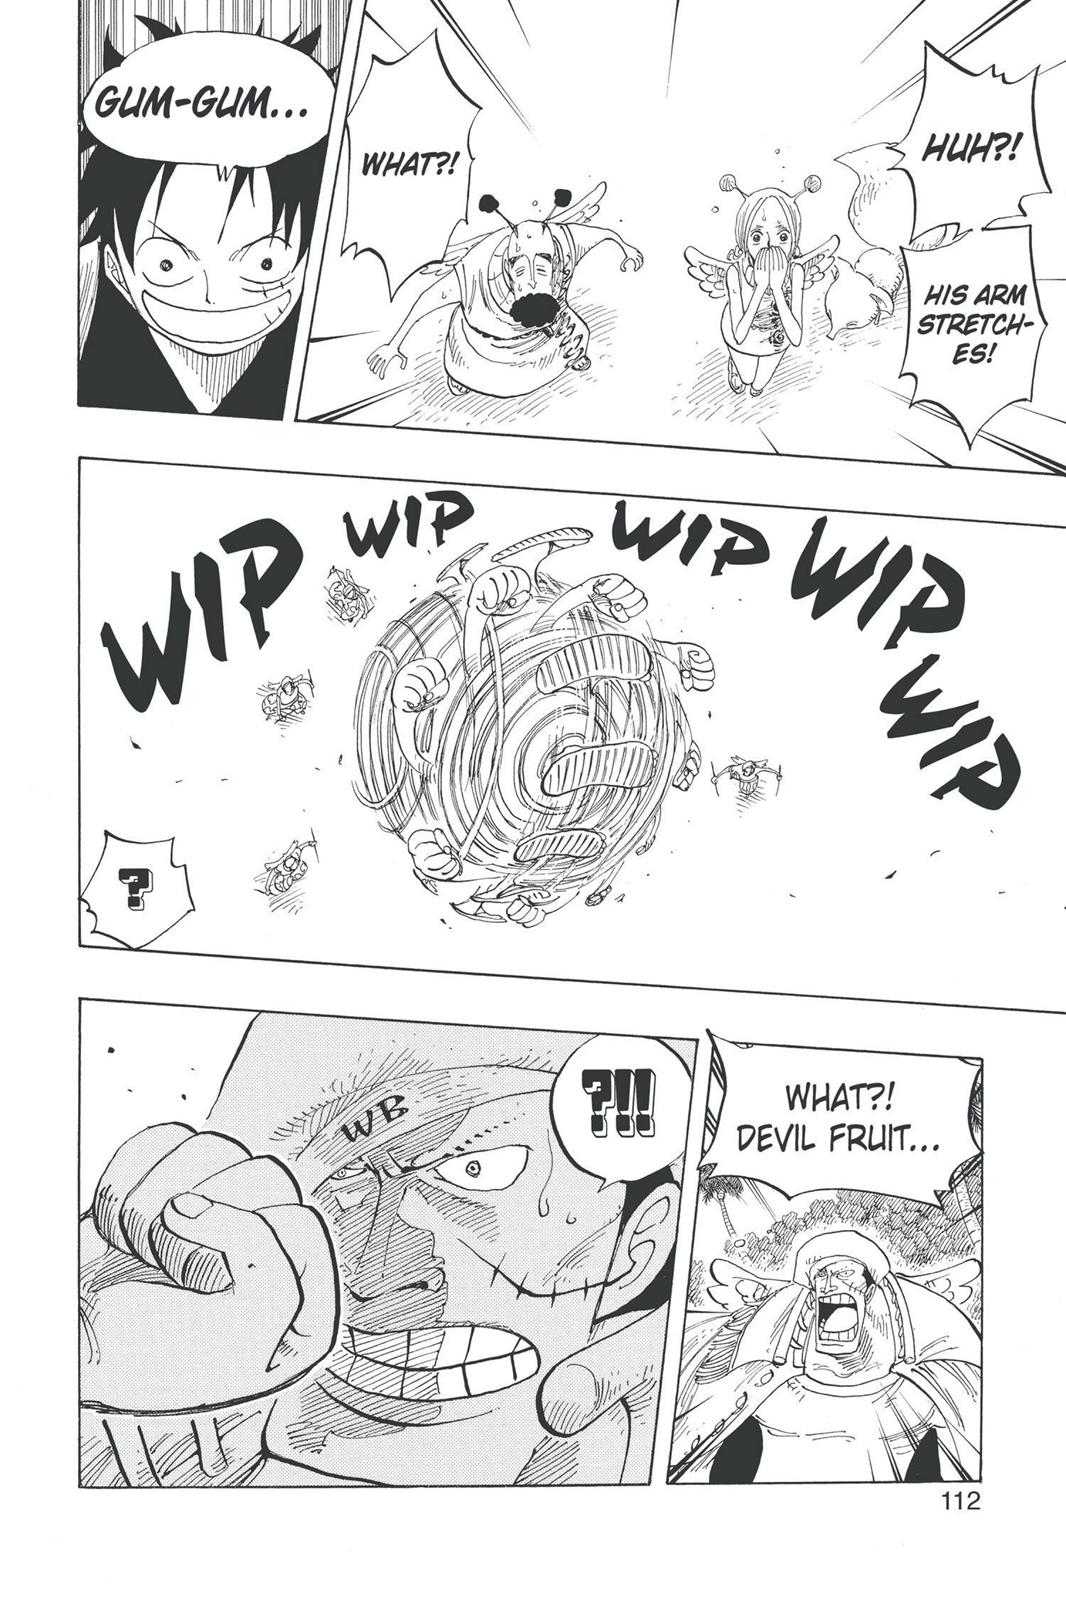 HUH?!
HIS ARM
STRETCH-
ES!
WHAT?!
GUM-GUM...
WIP
WIP
WIP
WIP
WIP
?
WHAT?!
DEVIL FRUIT...
?!!!
WB
112